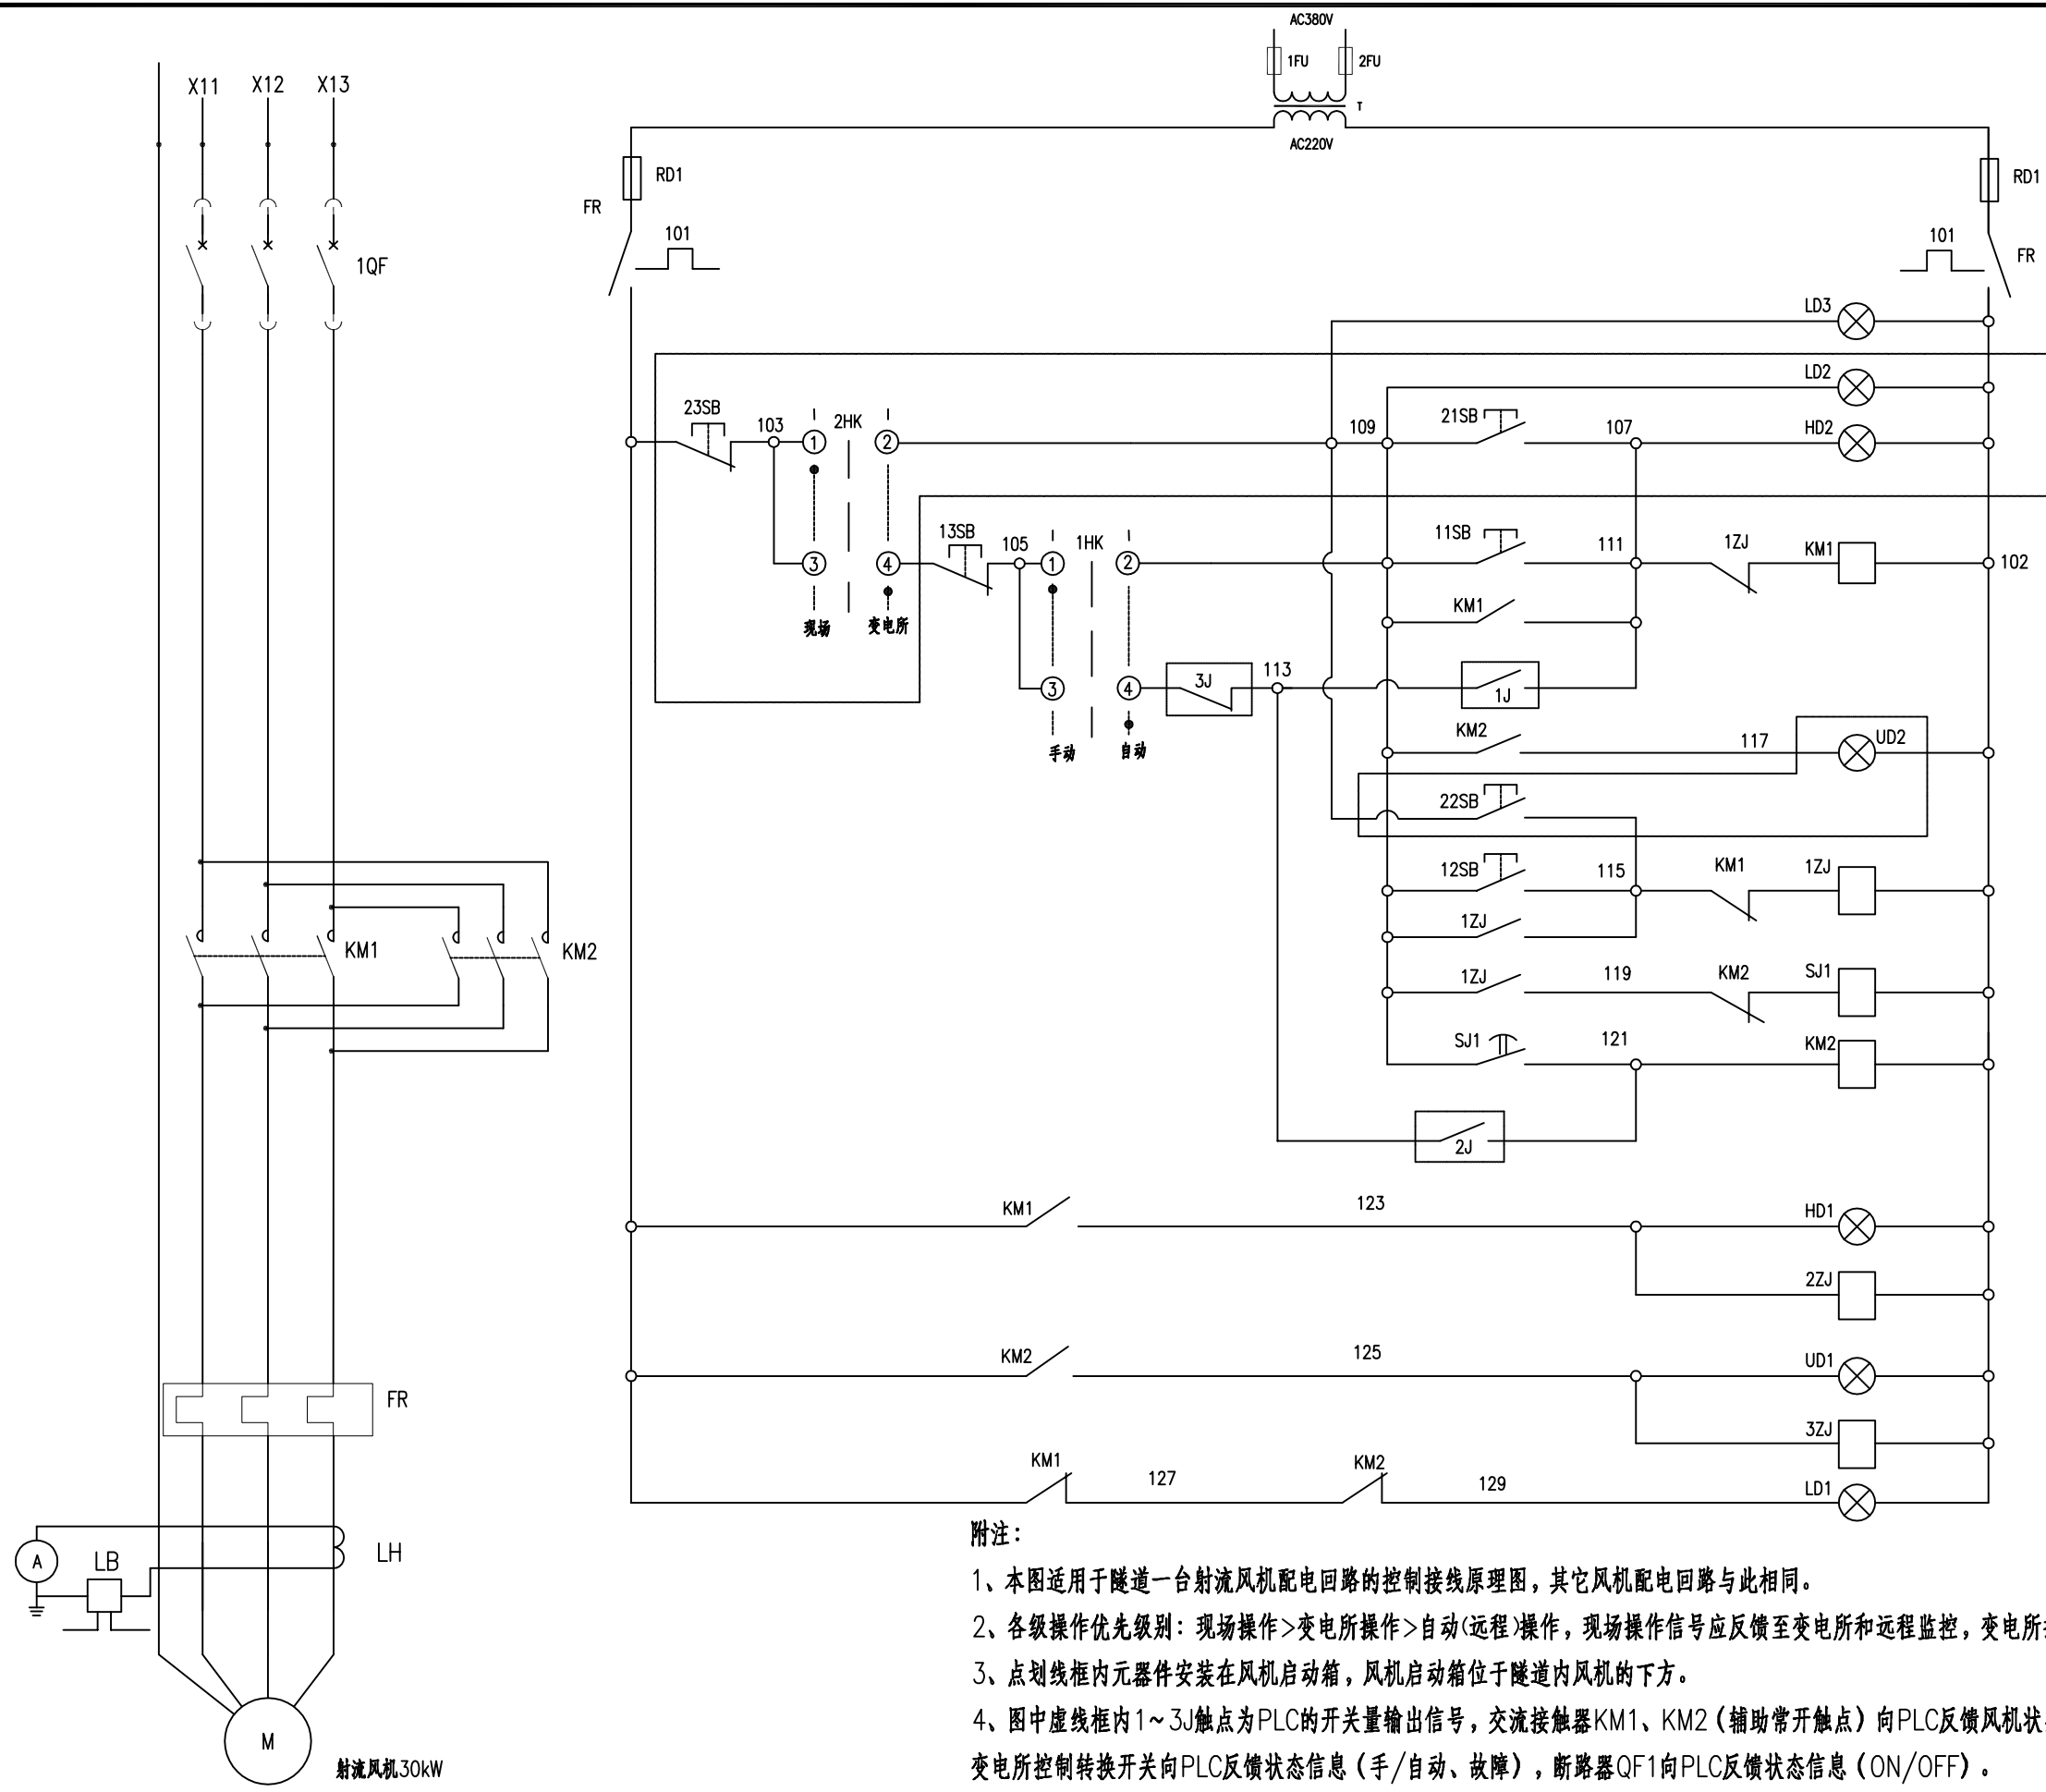 AC380V
1FU
2FU
T
AC220V
X11
X12
X13
1QF
RD1
FR
101
RD1
101
FR
LD3
LD2
23SB
103
1
2HK
2
109
21SB
107
HD2
13SB
105
1
1HK
2
11SB
111
1ZJ
KM1
102
3
4
现场
变电所
KM1
3
4
3J
113
1J
手动
自动
KM2
117
UD2
22SB
12SB
115
KM1
1ZJ
1ZJ
KM1
KM2
1ZJ
119
KM2
SJ1
SJ1
121
KM2
2J
KM1
123
HD1
2ZJ
KM2
125
UD1
FR
3ZJ
KM1
127
KM2
129
LD1
A
LB
LH
M
射流风机30kW
附注：
1、本图适用于隧道一台射流风机配电回路的控制接线原理图，其它风机配电回路与此相同。
2、各级操作优先级别：现场操作>变电所操作>自动(远程)操作，现场操作信号应反馈至变电所和远程监控，变电所
3、点划线框内元器件安装在风机启动箱，风机启动箱位于隧道内风机的下方。
4、图中虚线框内1~3J触点为PLC的开关量输出信号，交流接触器KM1、KM2（辅助常开触点）向PLC反馈风机状
变电所控制转换开关向PLC反馈状态信息（手/自动、故障），断路器QF1向PLC反馈状态信息（ON/OFF）。